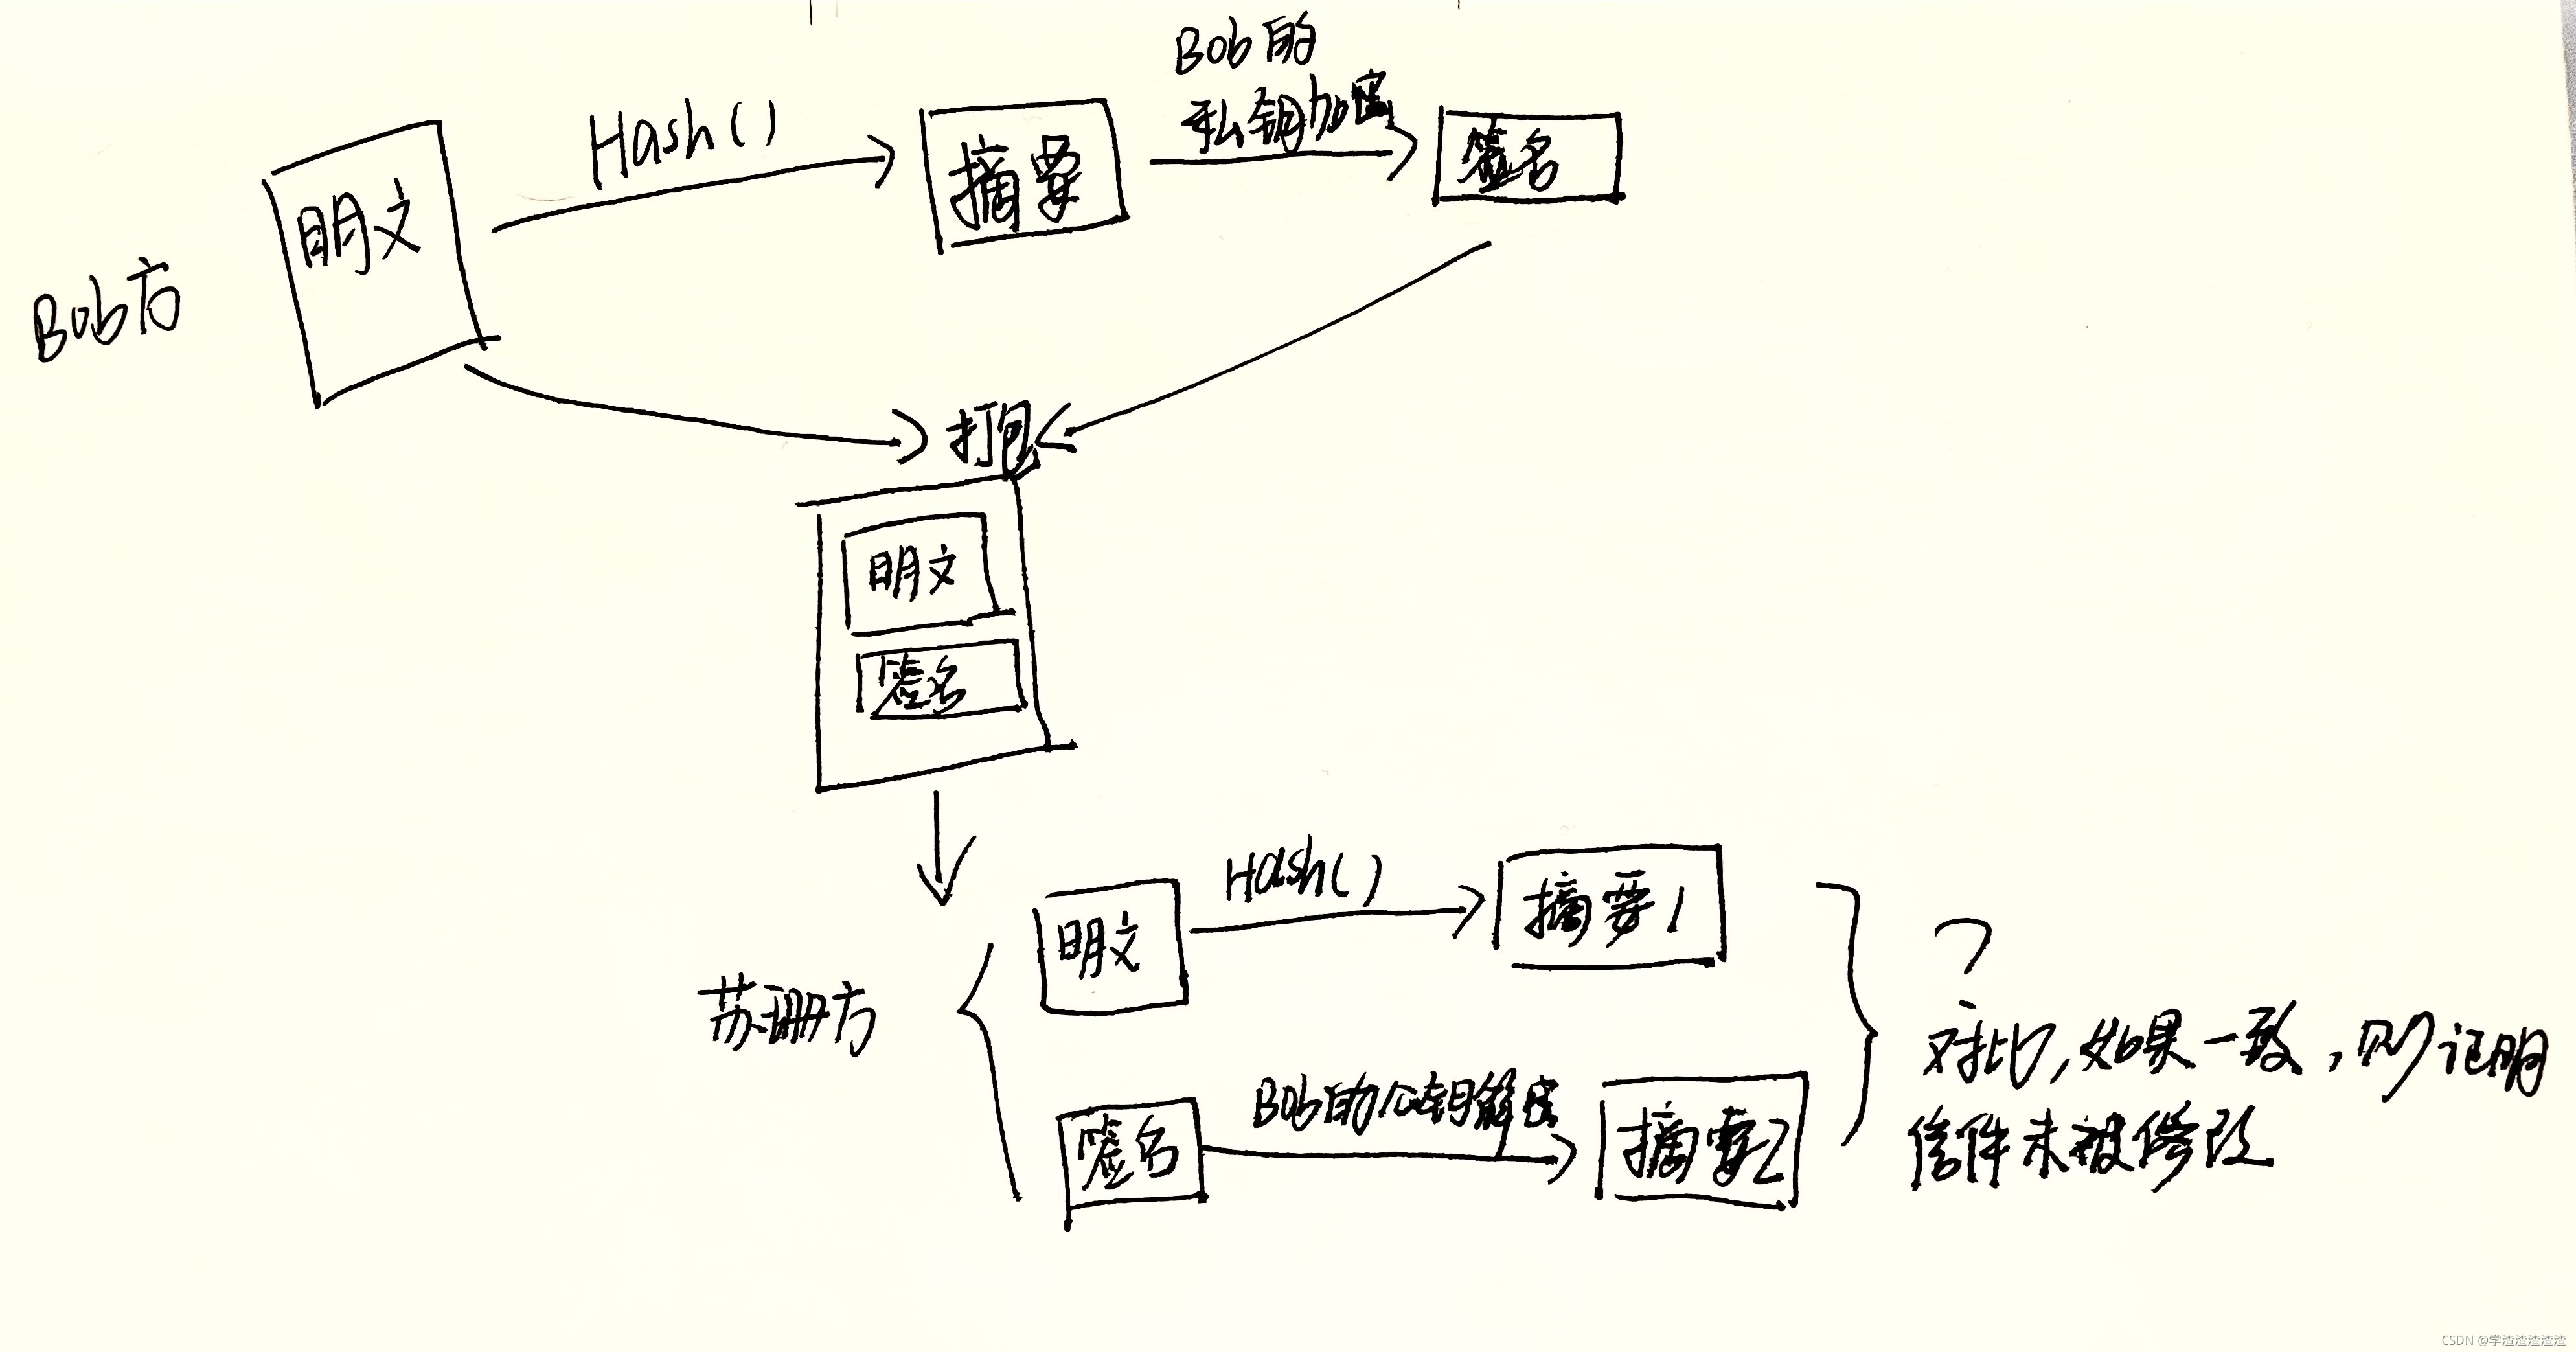 Bob的
私钥加密
Hash()
摘要
签名
明文
Bob方
打包
明文
签名
Hash()
摘要1
明文
苏珊方
?
对比,如果一致,则证明
信件未被修改
Bob的公钥解密
签名
摘要2
CSDN @学渣渣渣渣渣